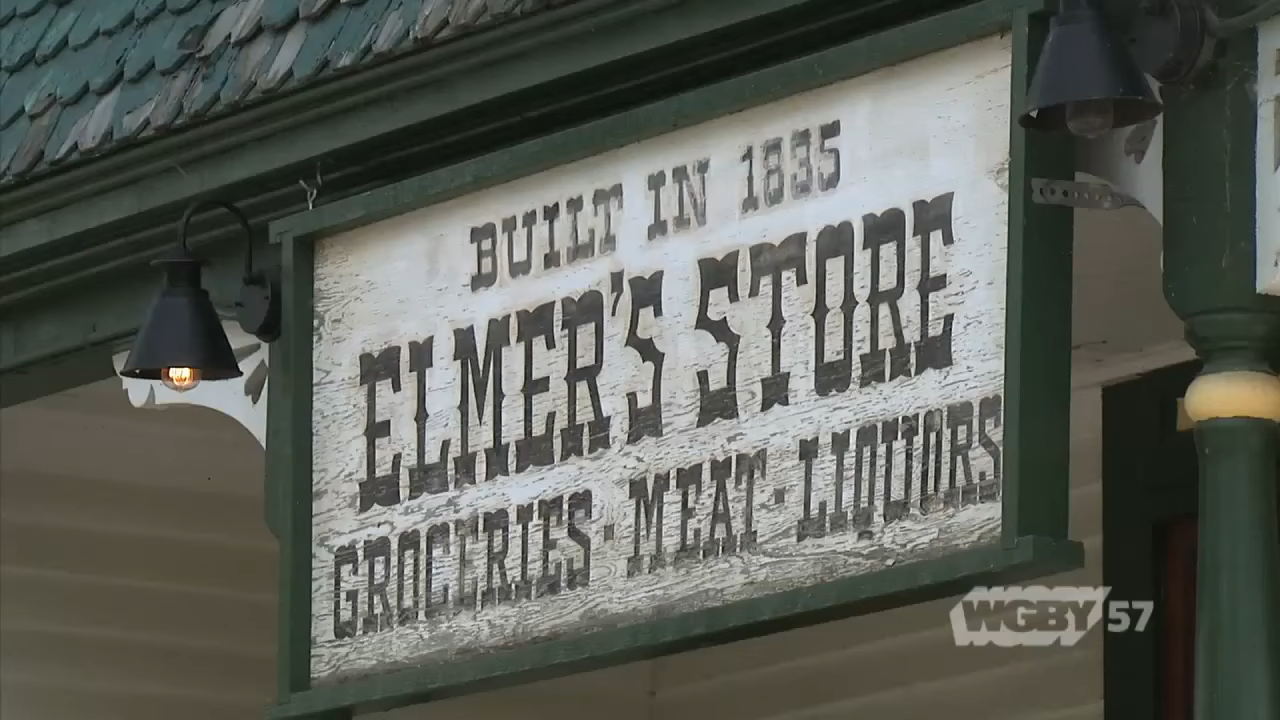 BUILT IN 1835
ELMER'S STORE
GROCERIES · MEAT · LIQUORS
WGBY 57